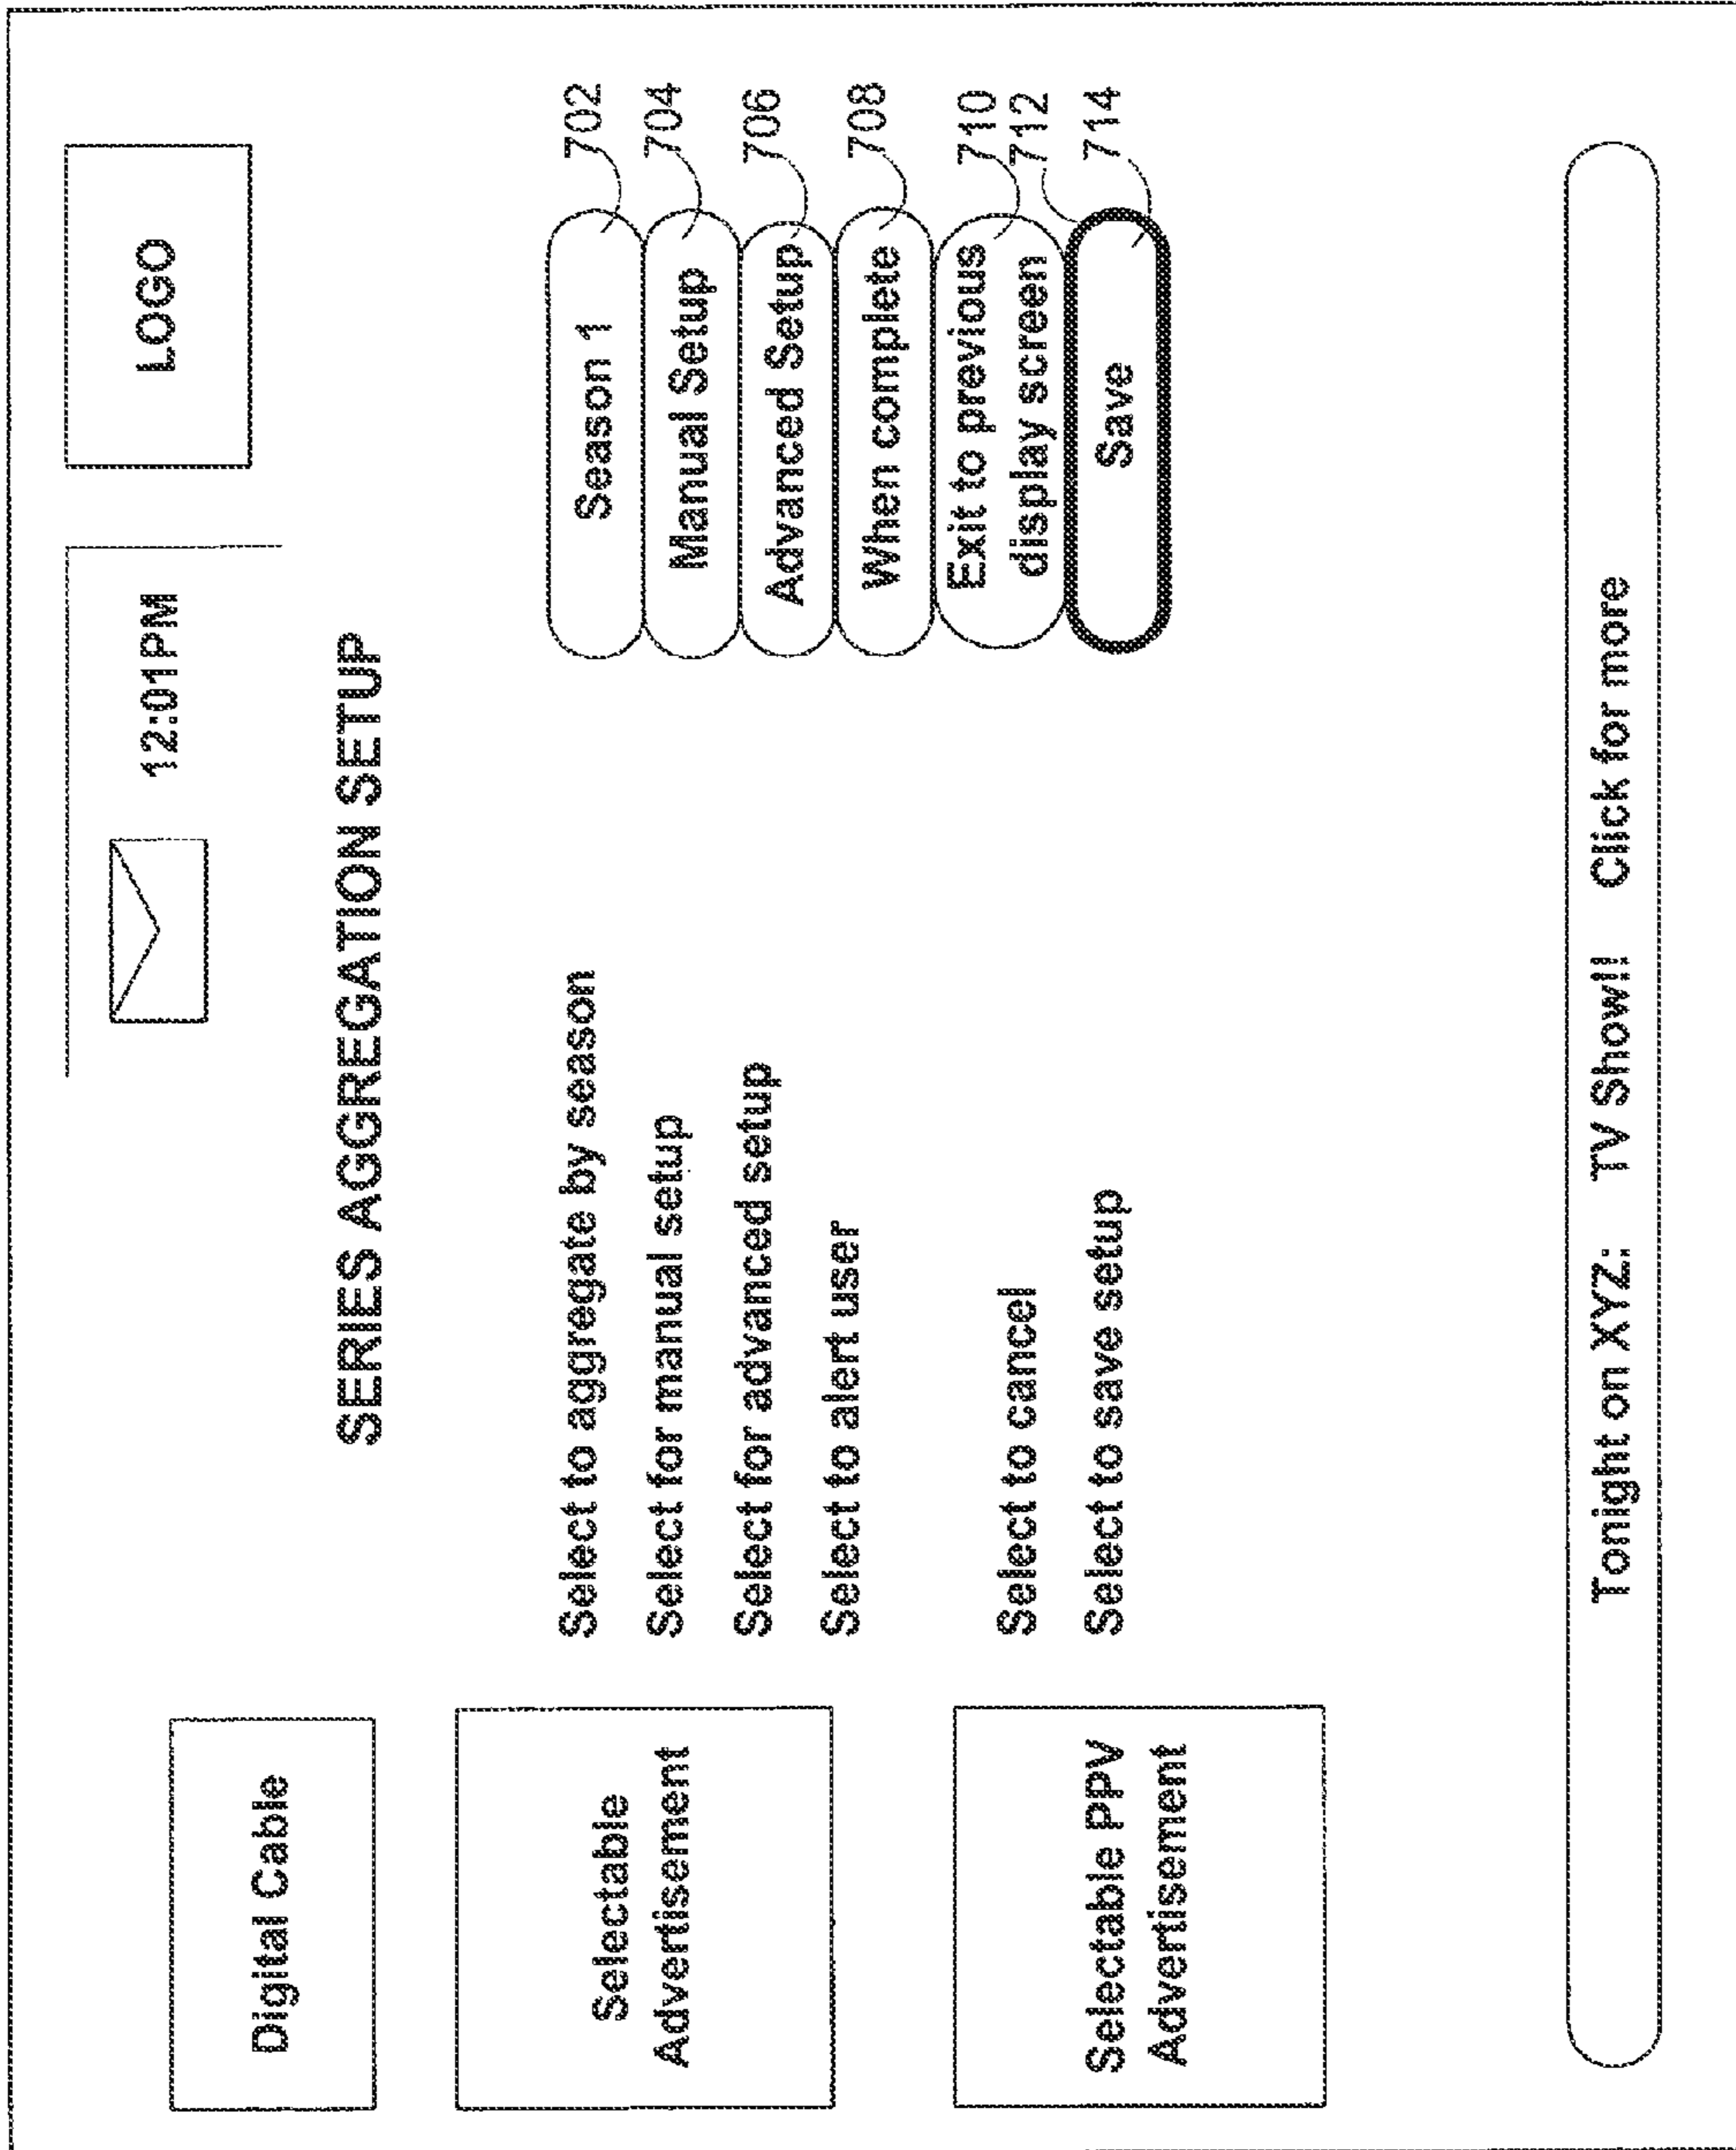 Digital Cable
12:01PM
LOGO
SERIES AGGREGATION SETUP
Selectable
Advertisement
Selectable PPV
Advertisement
Select to aggregate by season
Season 1
702
Select for manual setup
Manual Setup
704
Select for advanced setup
Advanced Setup
706
Select to alert user
When complete
708
Select to cancel
Exit to previous
display screen
710
712
Select to save setup
Save
714
Tonight on XYZ: TV Show!! Click for more